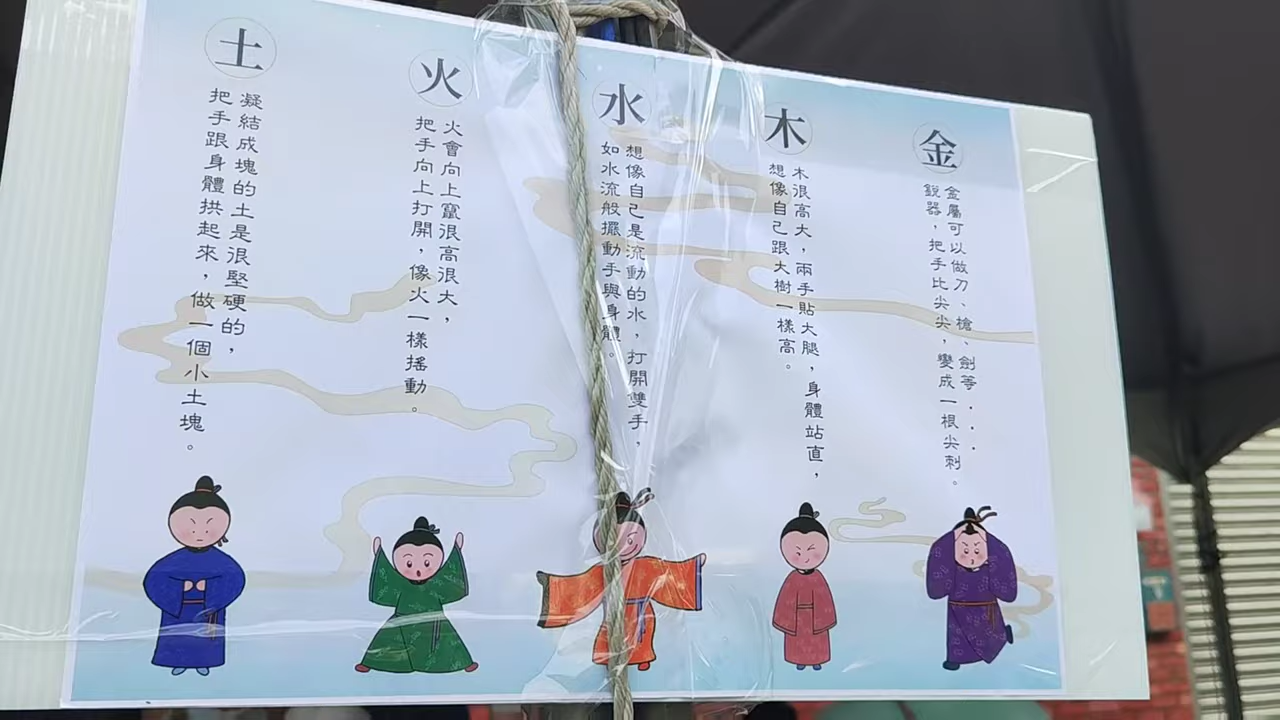 金
金屬可以做刀、槍、劍等...
銳器，把手比尖尖，變成一根尖刺。
木
木很高大，兩手貼大腿，身體站直，
想像自己跟大樹一樣高。
水
想像自己是流動的水，打開雙手，
如水流般擺動手與身體。
火
火會向上竄很高很大，
把手向上打開，像火一樣搖動。
土
凝結成塊的土是很堅硬的，
把手跟身體拱起來，做一個小土塊。